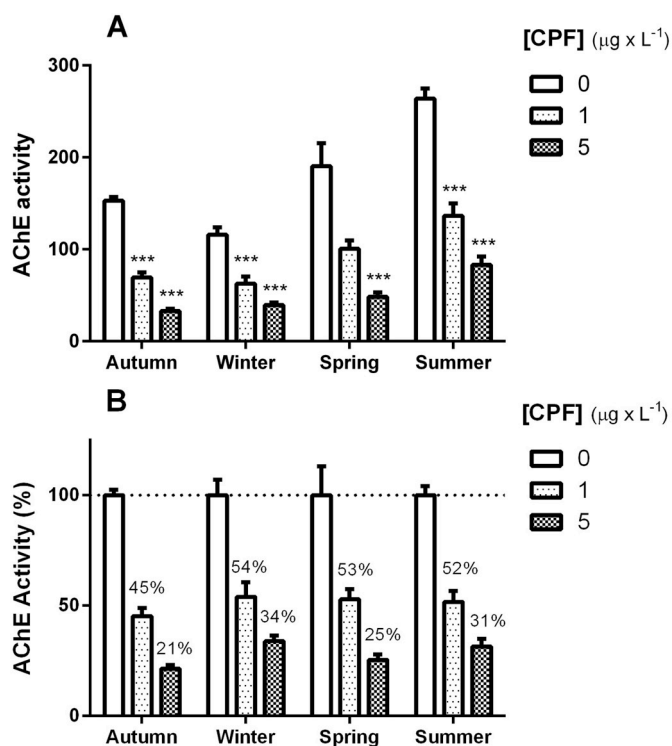 A
[CPF] (µg x L⁻¹)
0
1
5
AChE activity
300
200
100
0
*** *** *** *** *** *** ***
Autumn Winter Spring Summer
B
[CPF] (µg x L⁻¹)
0
1
5
AChE Activity (%)
100
50
0
45% 21% 54% 34% 53% 25% 52% 31%
Autumn Winter Spring Summer